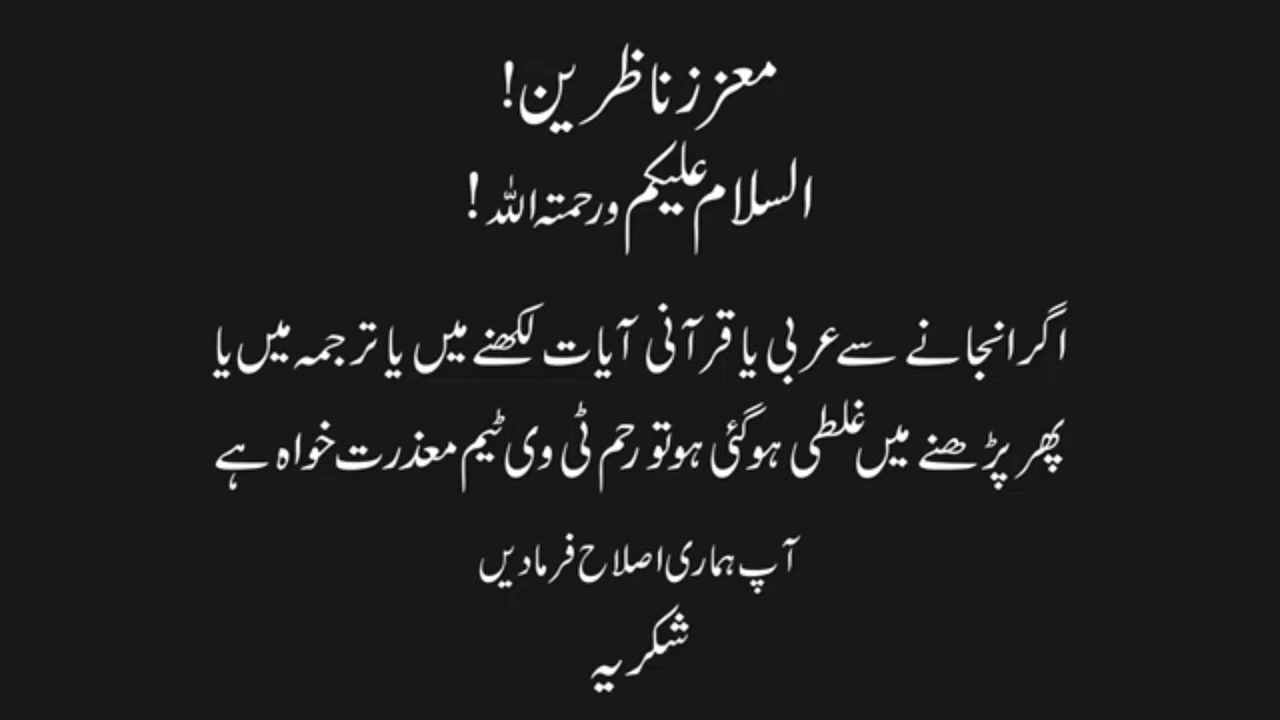 معزز ناظرین!
السلام علیکم ورحمتہ اللہ !
اگر انجانے سے عربی یا قرآنی آیات لکھنے میں یا ترجمہ میں یا
پھر پڑھنے میں غلطی ہوگئی ہو تو رحم ٹی وی ٹیم معذرت خواہ ہے
آپ ہماری اصلاح فرمادیں
شکریہ